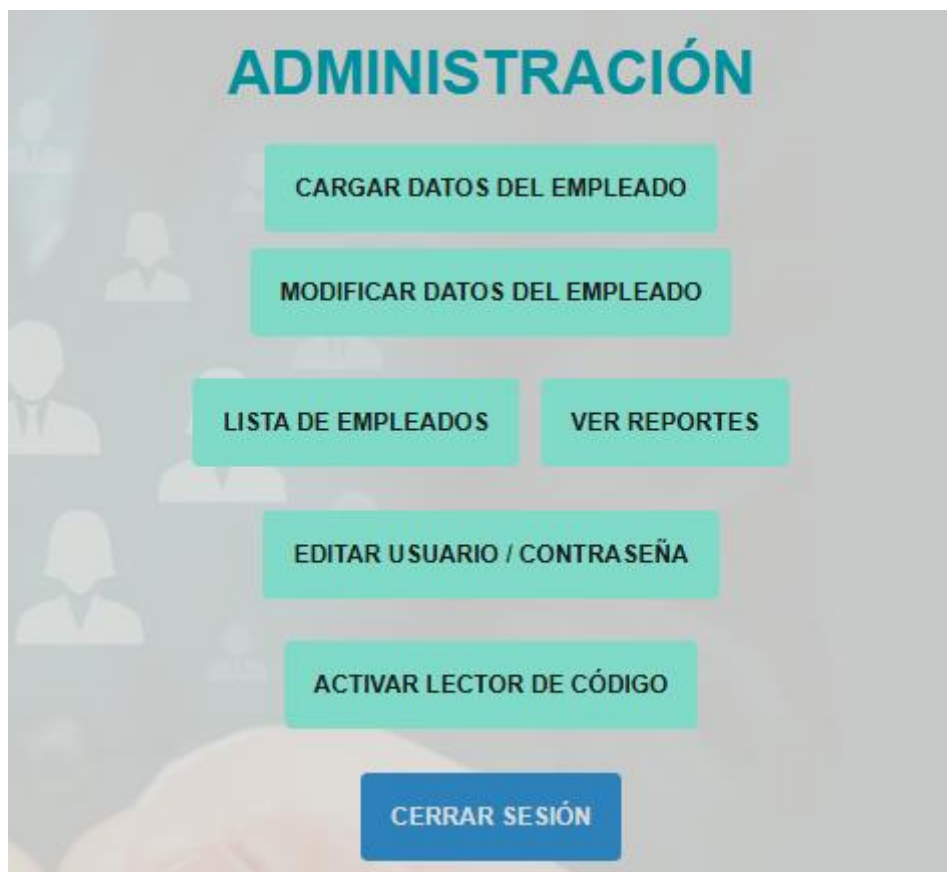 ADMINISTRACIÓN
CARGAR DATOS DEL EMPLEADO
MODIFICAR DATOS DEL EMPLEADO
LISTA DE EMPLEADOS
VER REPORTES
EDITAR USUARIO / CONTRASEÑA
ACTIVAR LECTOR DE CÓDIGO
CERRAR SESIÓN